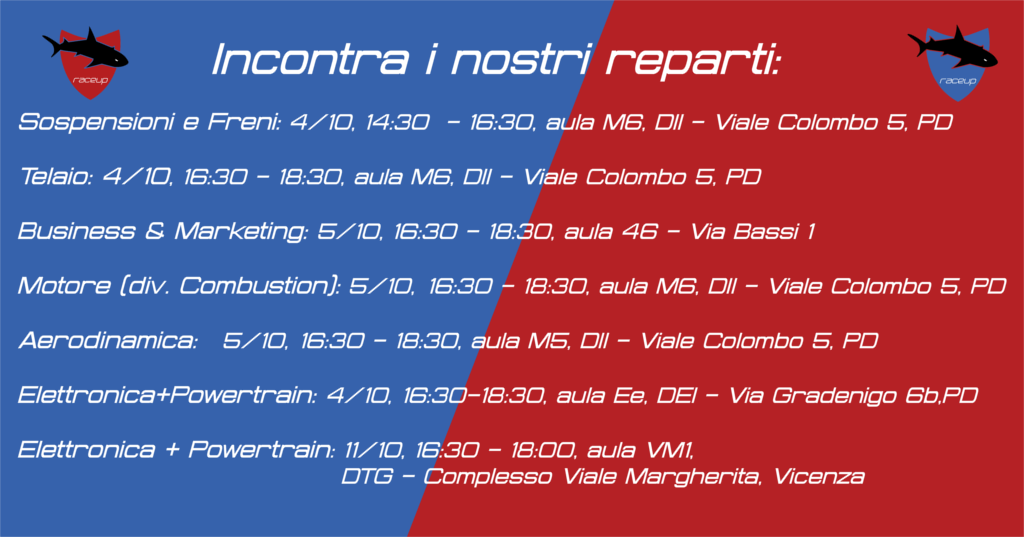 raceup
raceup
Incontra i nostri reparti:
Sospensioni e Freni: 4/10, 14:30 - 16:30, aula M6, DII - Viale Colombo 5, PD
Telaio: 4/10, 16:30 - 18:30, aula M6, DII - Viale Colombo 5, PD
Business & Marketing: 5/10, 16:30 - 18:30, aula 46 - Via Bassi 1
Motore (div. Combustion): 5/10, 16:30 - 18:30, aula M6, DII - Viale Colombo 5, PD
Aerodinamica: 5/10, 16:30 - 18:30, aula M5, DII - Viale Colombo 5, PD
Elettronica+Powertrain: 4/10, 16:30-18:30, aula Ee, DEI - Via Gradenigo 6b,PD
Elettronica + Powertrain: 11/10, 16:30 - 18:00, aula VM1,
DTG - Complesso Viale Margherita, Vicenza